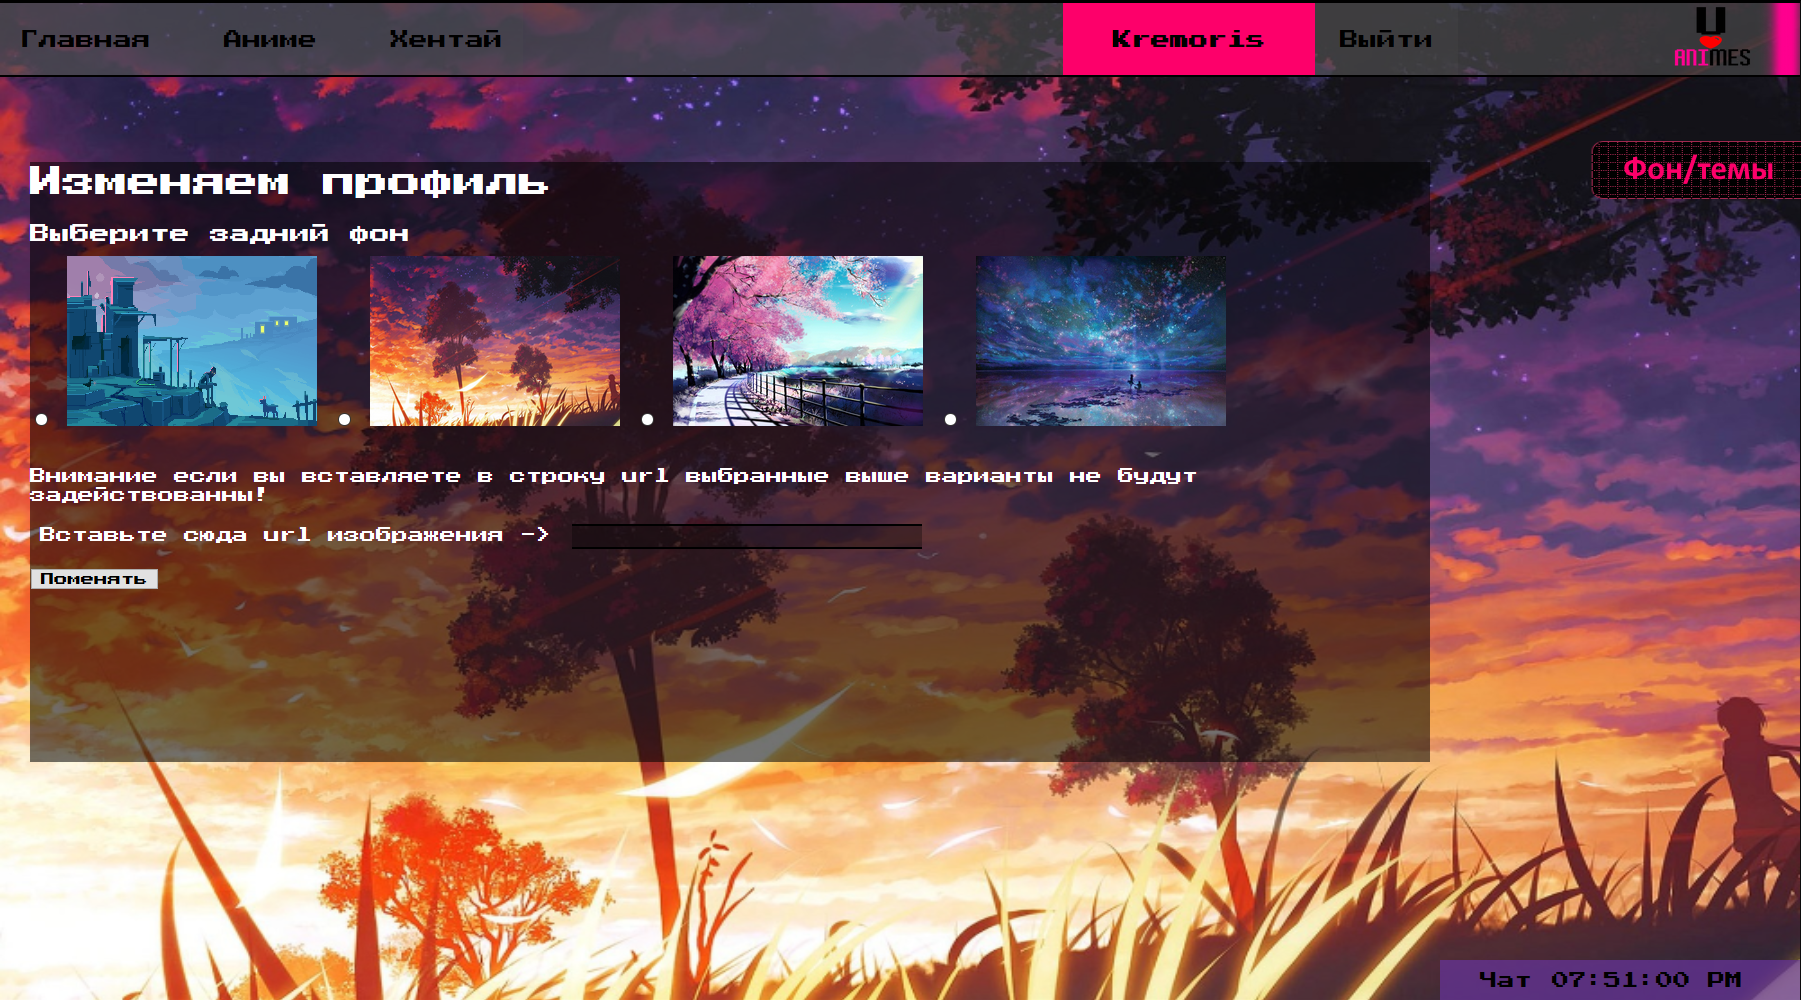 Главная Аниме Хентай Kremoris Выйти
U
ANIMES
Фон/темы
Изменяем профиль
Выберите задний фон
Внимание если вы вставляете в строку url выбранные выше варианты не будут
задействованны!
Вставьте сюда url изображения ->
Поменять
Чат 07:51:00 PM